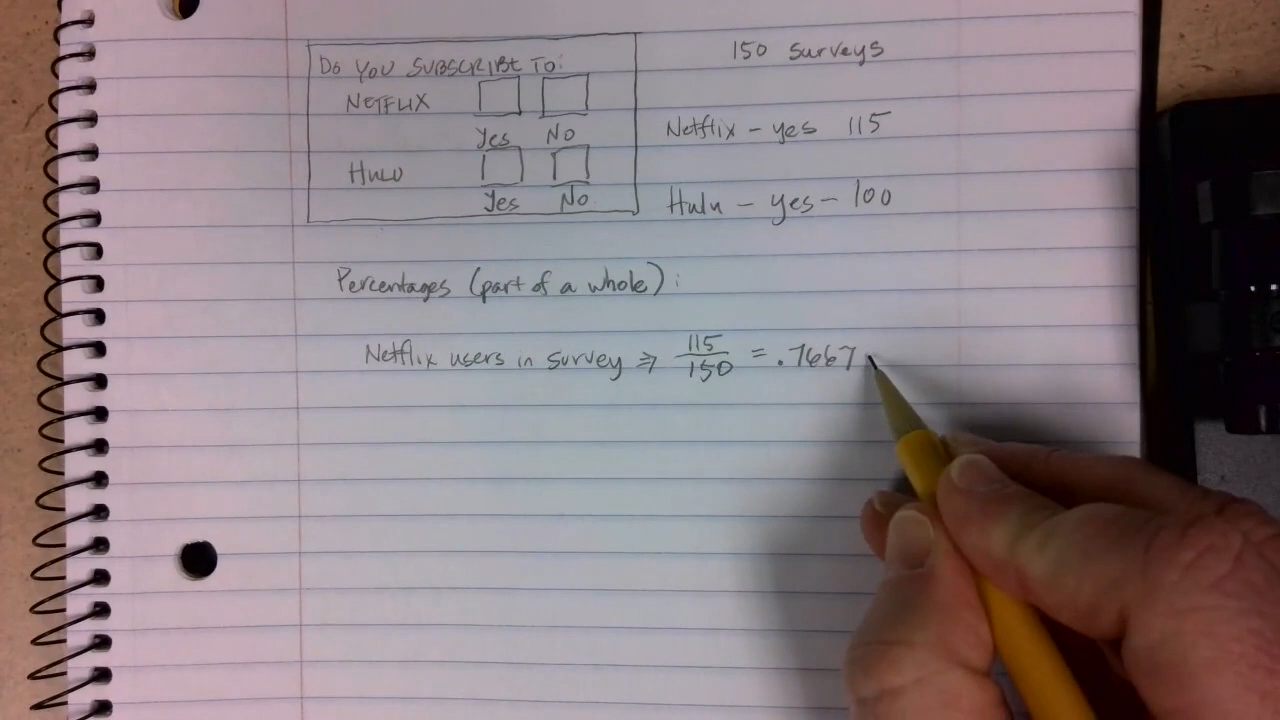 Do You SUBSCRIBE TO:
NETFLIX
Yes No
HULU
Yes No
150 surveys
Netflix - yes 115
Hulu - yes - 100
Percentages (part of a whole):
Netflix users in survey ⇒ 115/150 = .7667